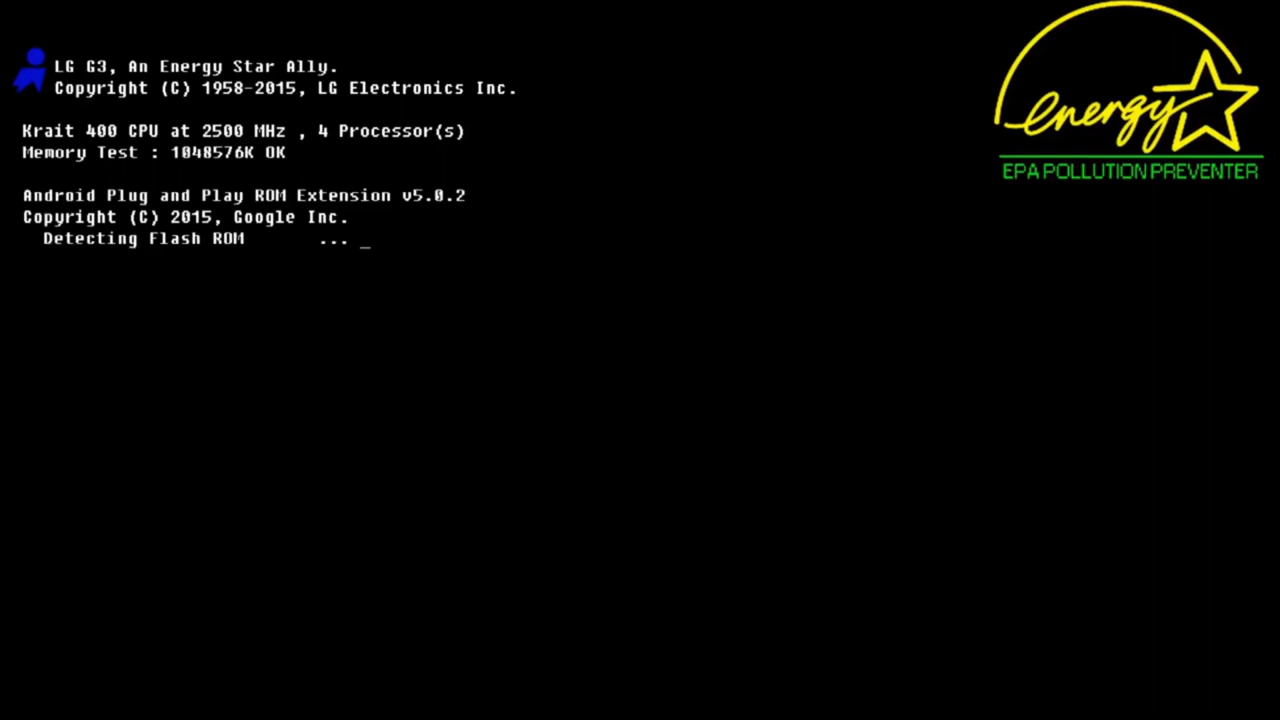 LG G3, An Energy Star Ally.
Copyright (C) 1958-2015, LG Electronics Inc.
Krait 400 CPU at 2500 MHz , 4 Processor(s)
Memory Test : 1048576K OK
Android Plug and Play ROM Extension v5.0.2
Copyright (C) 2015, Google Inc.
Detecting Flash ROM ... _
energy
EPA POLLUTION PREVENTER